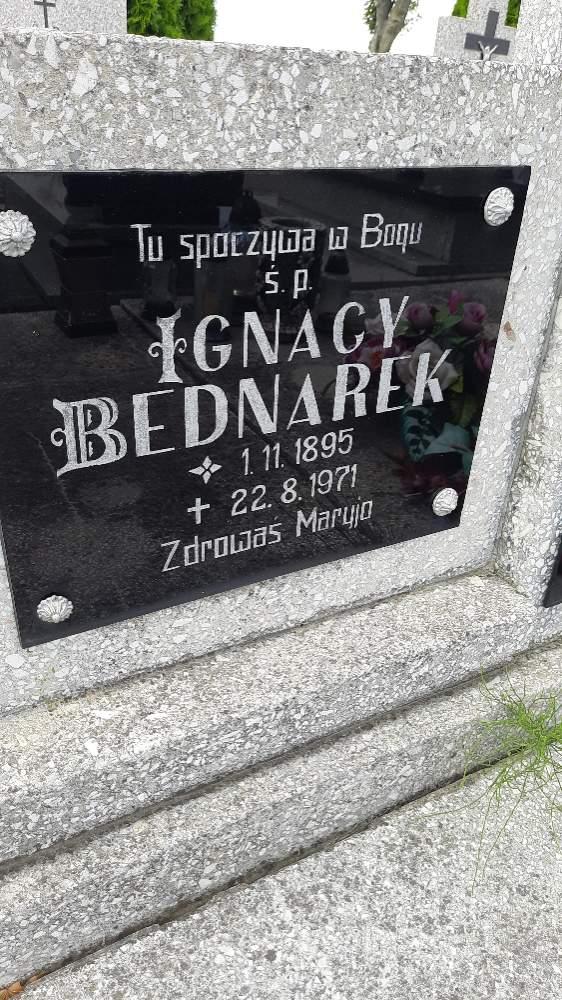 Tu spoczywa w Bogu
ś. p.
IGNACY
BEDNAREK
1. 11. 1895
22. 8. 1971
Zdrowaś Maryjo